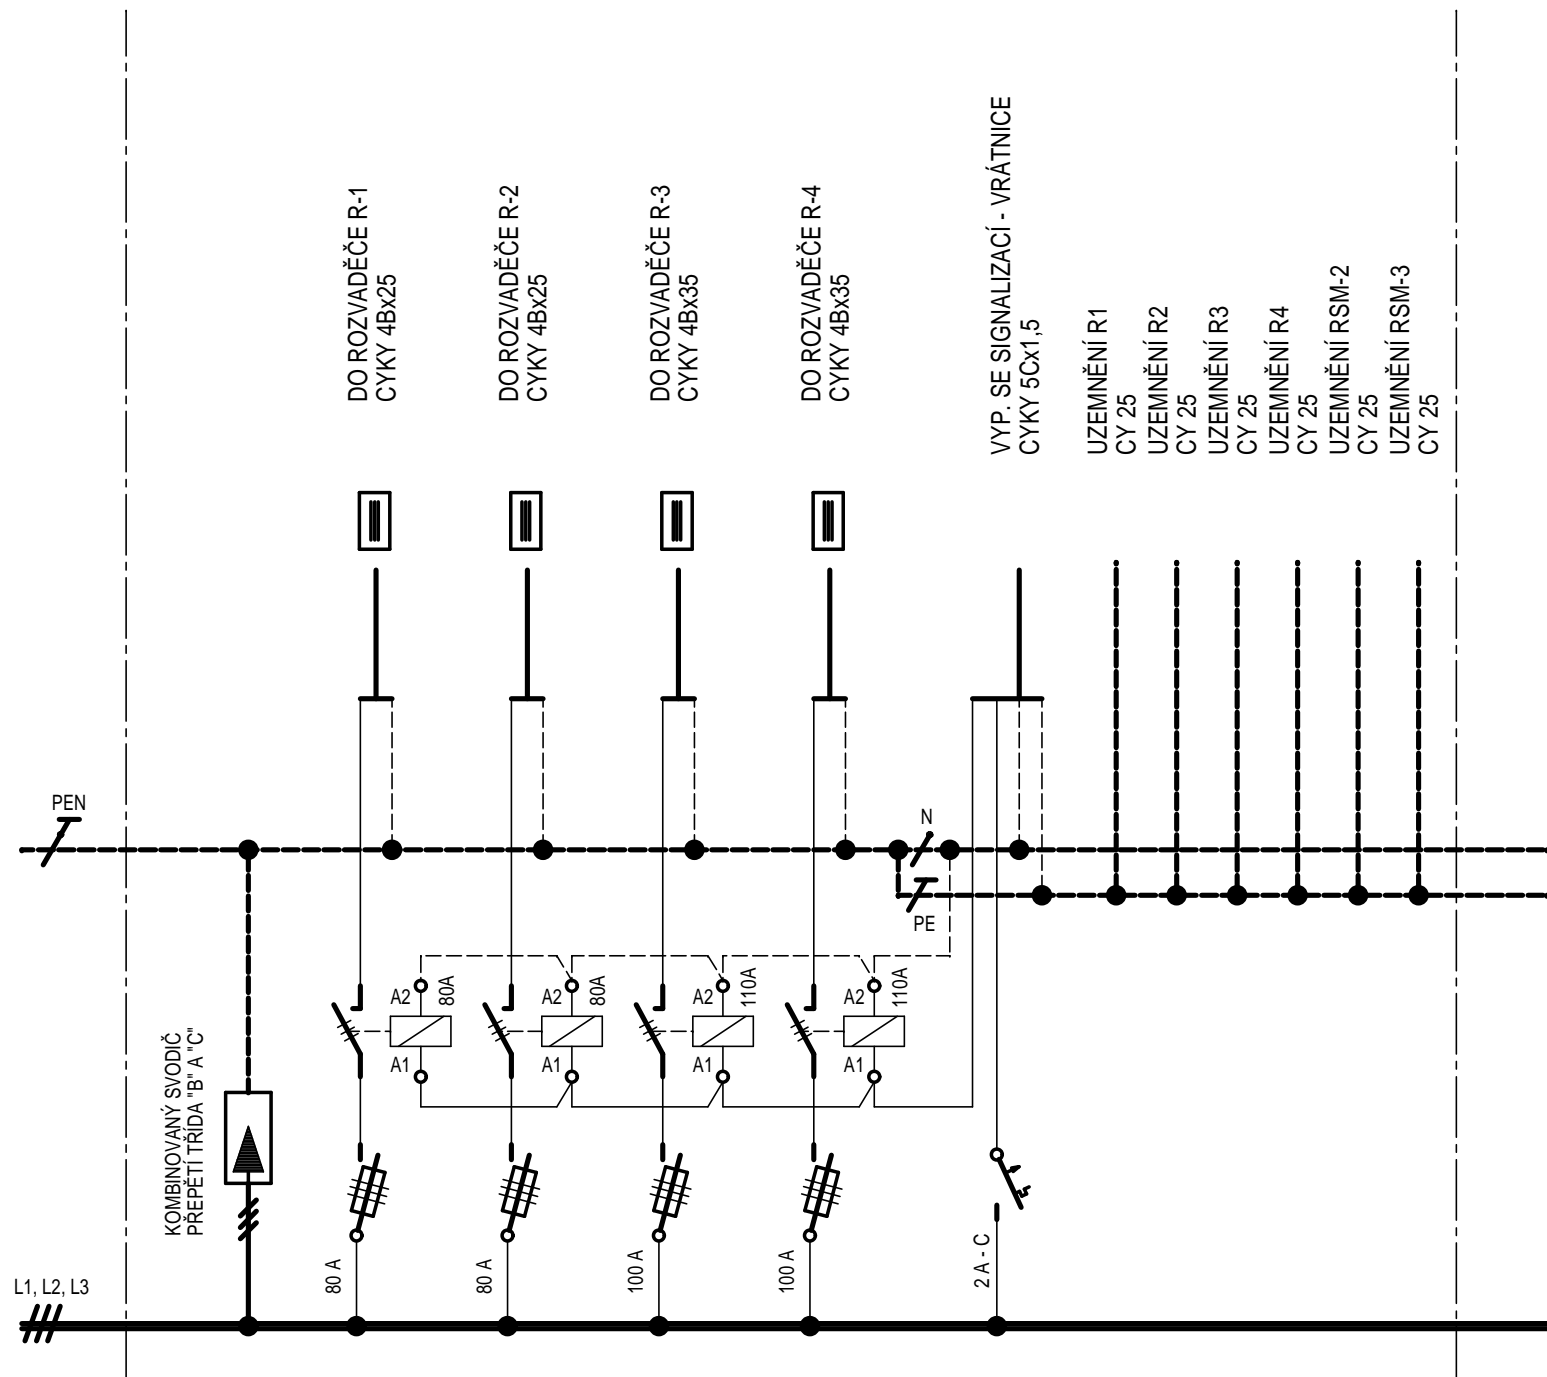 DO ROZVADĚČE R-1
CYKY 4Bx25
DO ROZVADĚČE R-2
CYKY 4Bx25
DO ROZVADĚČE R-3
CYKY 4Bx35
DO ROZVADĚČE R-4
CYKY 4Bx35
VYP. SE SIGNALIZACÍ - VRÁTNICE
CYKY 5Cx1,5
UZEMNĚNÍ R1
CY 25
UZEMNĚNÍ R2
CY 25
UZEMNĚNÍ R3
CY 25
UZEMNĚNÍ R4
CY 25
UZEMNĚNÍ RSM-2
CY 25
UZEMNĚNÍ RSM-3
CY 25
PEN
N
PE
A2
80A
A2
80A
A2
110A
A2
110A
A1
A1
A1
A1
KOMBINOVANÝ SVODIČ
PŘEPĚTÍ TŘÍDA "B" A "C"
80 A
80 A
100 A
100 A
2 A - C
L1, L2, L3